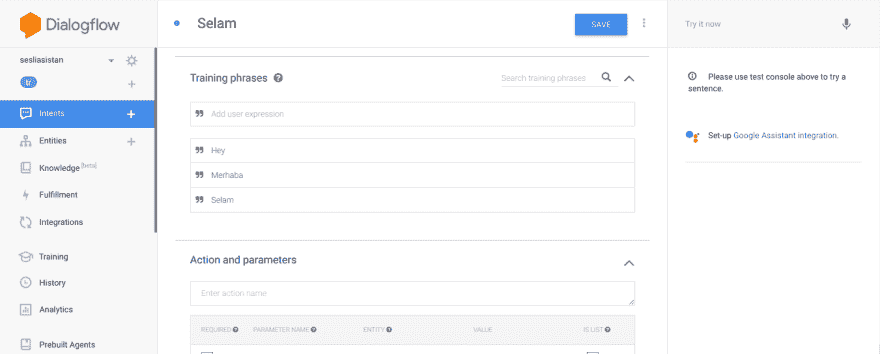 Dialogflow
Selam
SAVE
Try it now
sesliasistan
tr
Intents
Entities
Knowledge [beta]
Fulfillment
Integrations
Training
History
Analytics
Prebuilt Agents
Training phrases
Search training phrases
Add user expression
Hey
Merhaba
Selam
Action and parameters
Enter action name
REQUIRED PARAMETER NAME ENTITY VALUE IS LIST
Please use test console above to try a
sentence.
Set-up Google Assistant integration.